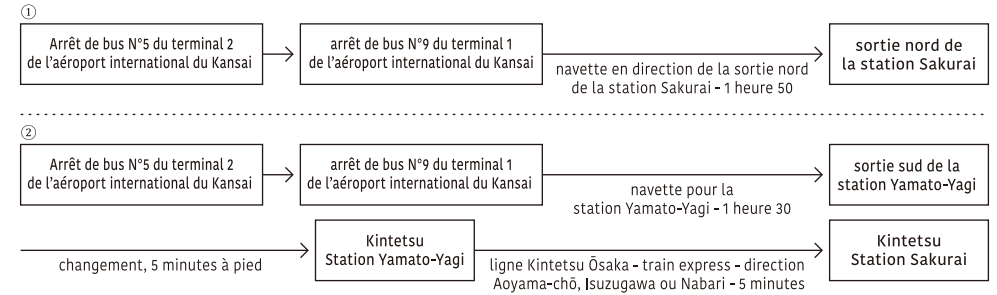 ①
Arrêt de bus N°5 du terminal 2
de l'aéroport international du Kansai
arrêt de bus N°9 du terminal 1
de l'aéroport international du Kansai
navette en direction de la sortie nord
de la station Sakurai - 1 heure 50
sortie nord de
la station Sakurai
②
Arrêt de bus N°5 du terminal 2
de l'aéroport international du Kansai
arrêt de bus N°9 du terminal 1
de l'aéroport international du Kansai
navette pour la
station Yamato-Yagi - 1 heure 30
sortie sud de la
station Yamato-Yagi
changement, 5 minutes à pied
Kintetsu
Station Yamato-Yagi
ligne Kintetsu Ōsaka - train express - direction
Aoyama-chō, Isuzugawa ou Nabari - 5 minutes
Kintetsu
Station Sakurai